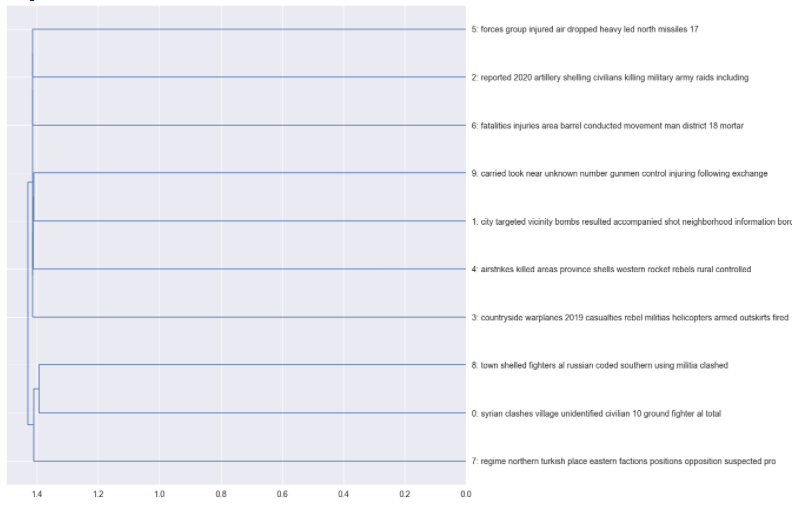 5: forces group injured air dropped heavy led north missiles 17
2: reported 2020 artillery shelling civilians killing military army raids including
6: fatalities injuries area barrel conducted movement man district 18 mortar
9: carried took near unknown number gunmen control injuring following exchange
1: city targeted vicinity bombs resulted accompanied shot neighborhood information
4: airstrikes killed areas province shells western rocket rebels rural controlled
3: countryside warplanes 2019 casualties rebel militias helicopters armed outskirts fired
8: town shelled fighters al russian coded southern using militia clashed
0: syrian clashes village unidentified civilian 10 ground fighter al total
7: regime northern turkish place eastern factions positions opposition suspected pro
1.4 1.2 1.0 0.8 0.6 0.4 0.2 0.0